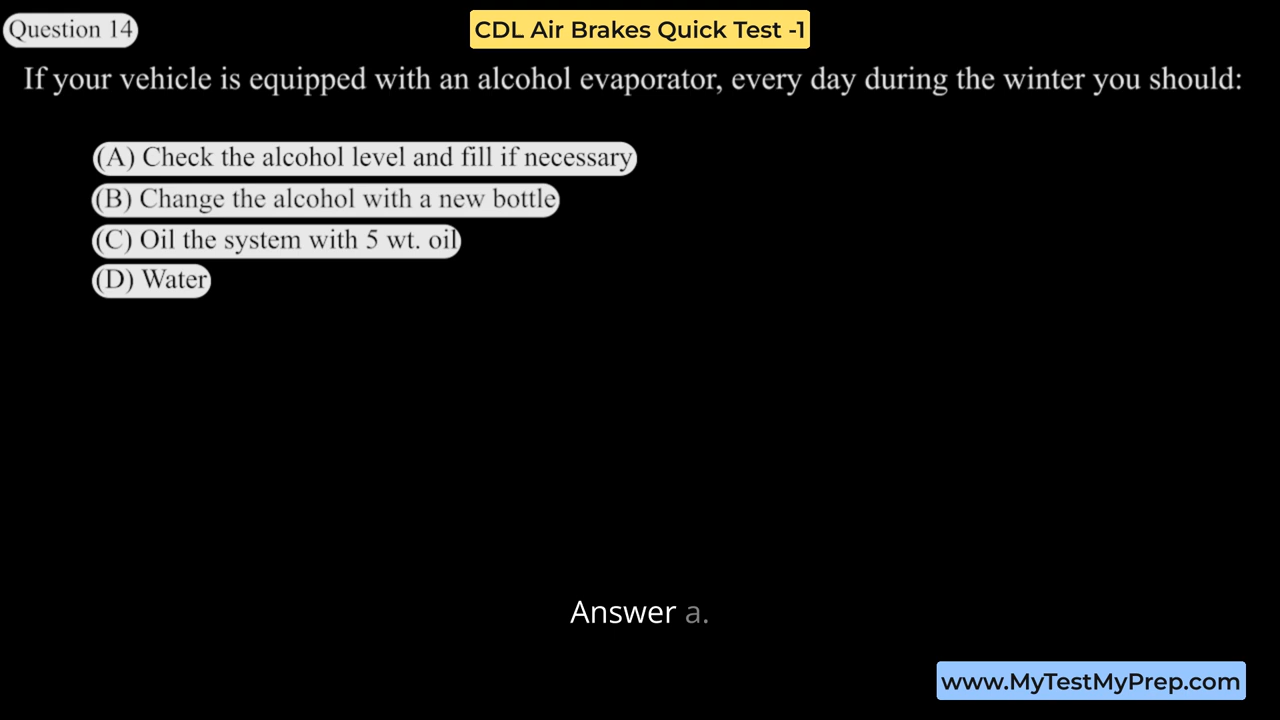 Question 14
CDL Air Brakes Quick Test -1
If your vehicle is equipped with an alcohol evaporator, every day during the winter you should:
(A) Check the alcohol level and fill if necessary
(B) Change the alcohol with a new bottle
(C) Oil the system with 5 wt. oil
(D) Water
Answer a.
www.MyTestMyPrep.com